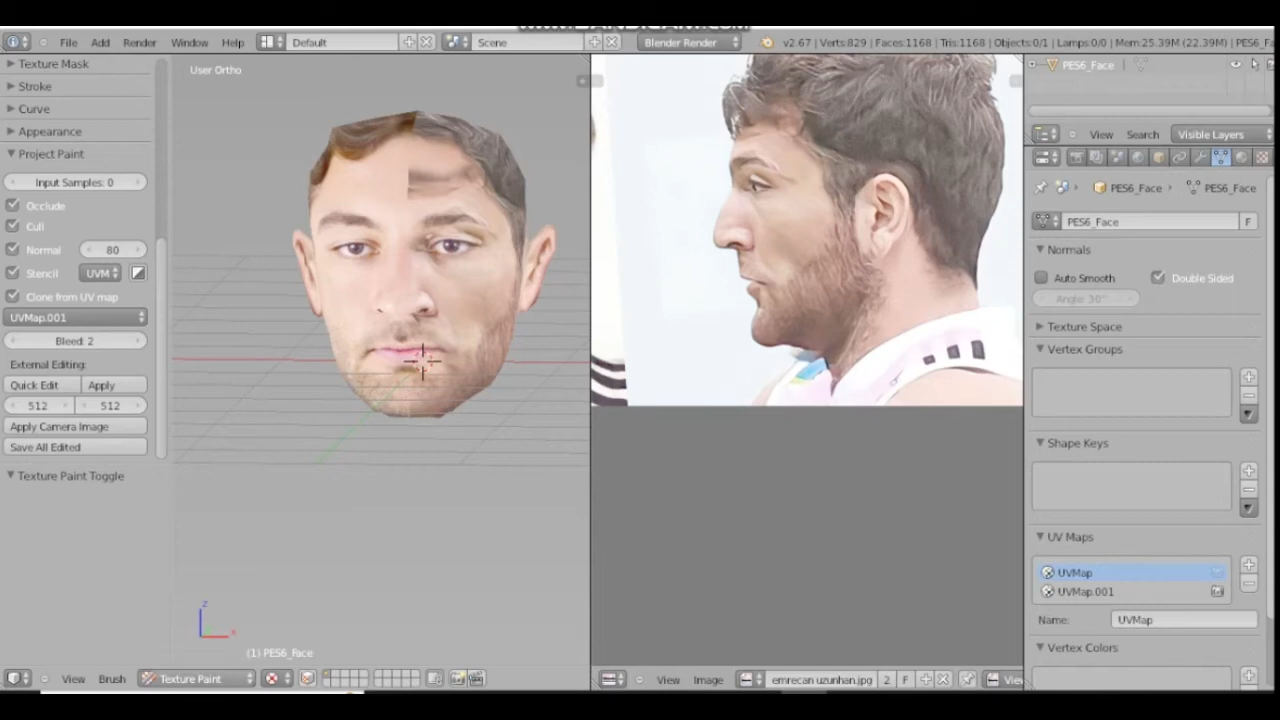 File Add Render Window Help Default Scene Blender Render v2.67 | Verts:829 | Faces:1168 | Tris:1168 | Objects:0/1 | Lamps:0/0 | Mem:25.39M (22.39M) | PES6_F
Texture Mask
Stroke
Curve
Appearance
Project Paint
Input Samples: 0
Occlude
Cull
Normal 80
Stencil UVM
Clone from UV map
UVMap.001
Bleed: 2
External Editing:
Quick Edit Apply
512 512
Apply Camera Image
Save All Edited
Texture Paint Toggle
User Ortho
z
x
(1) PES6_Face
View Brush Texture Paint
View Image emrecan uzunhan.jpg 2 F View
PES6_Face
View Search Visible Layers
PES6_Face PES6_Face
PES6_Face F
Normals
Auto Smooth Double Sided
Angle: 30°
Texture Space
Vertex Groups
Shape Keys
UV Maps
UVMap
UVMap.001
Name: UVMap
Vertex Colors